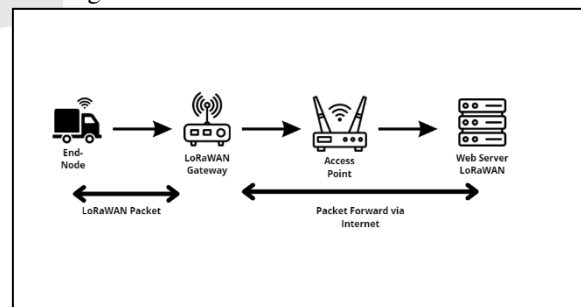 End-
Node
LoRaWAN
Gateway
Access
Point
Web Server
LoRaWAN
LoRaWAN Packet
Packet Forward via
Internet